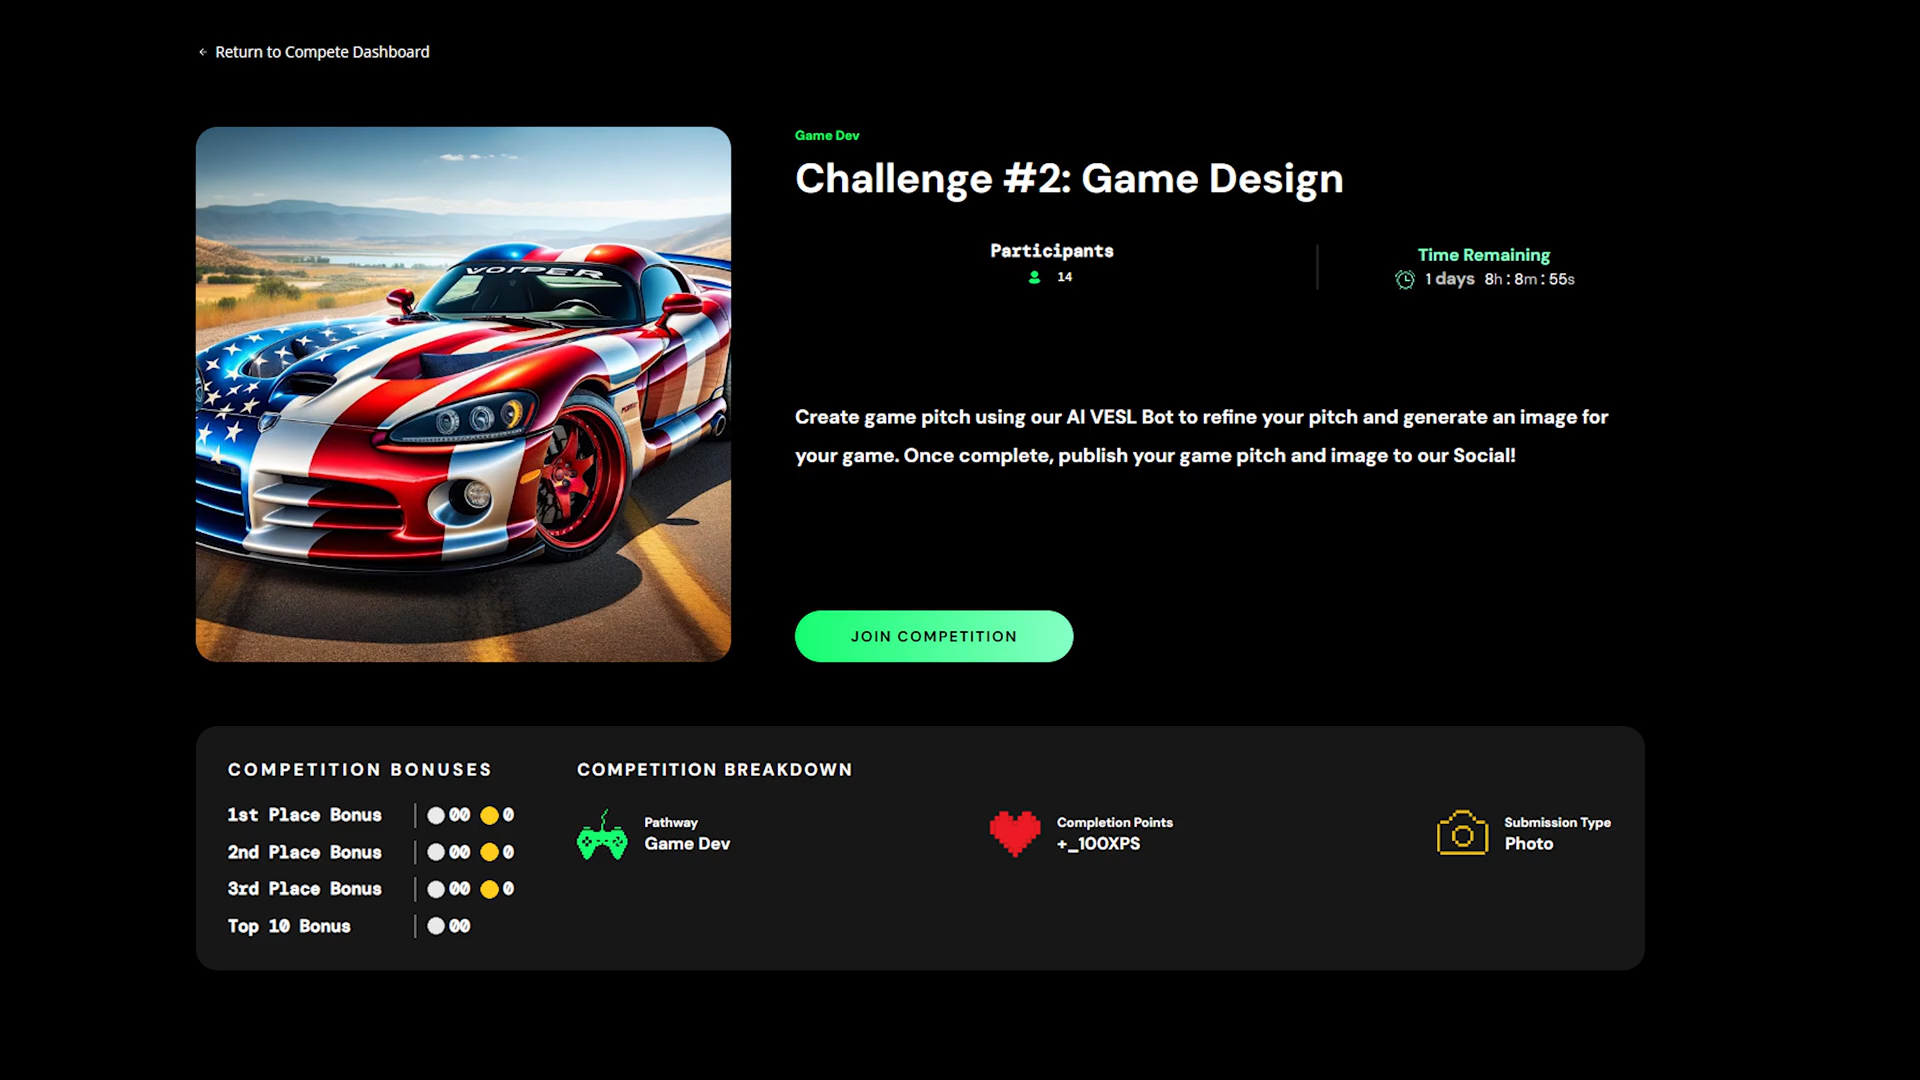 Return to Compete Dashboard
Game Dev
Challenge #2: Game Design
Participants
14
Time Remaining
1 days 8h : 8m : 55s
VOTPER
Create game pitch using our AI VESL Bot to refine your pitch and generate an image for
your game. Once complete, publish your game pitch and image to our Social!
JOIN COMPETITION
COMPETITION BONUSES
1st Place Bonus 00 0
2nd Place Bonus 00 0
3rd Place Bonus 00 0
Top 10 Bonus 00
COMPETITION BREAKDOWN
Pathway
Game Dev
Completion Points
+_100XPS
Submission Type
Photo